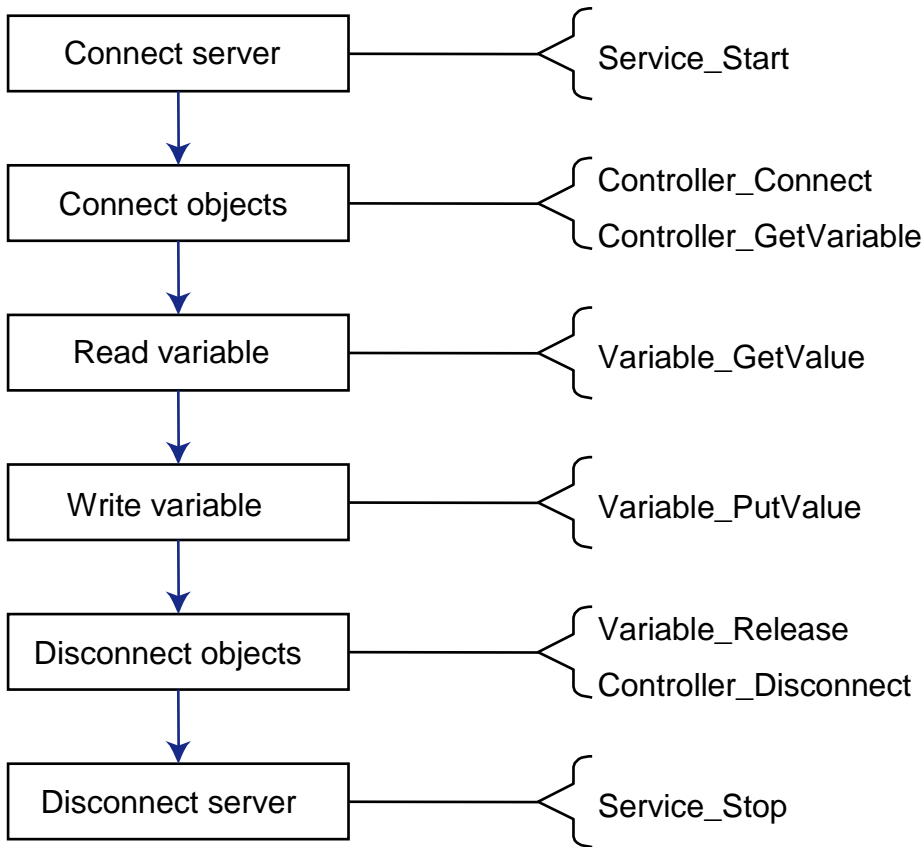 Connect server
Service_Start
Connect objects
Controller_Connect
Controller_GetVariable
Read variable
Variable_GetValue
Write variable
Variable_PutValue
Disconnect objects
Variable_Release
Controller_Disconnect
Disconnect server
Service_Stop